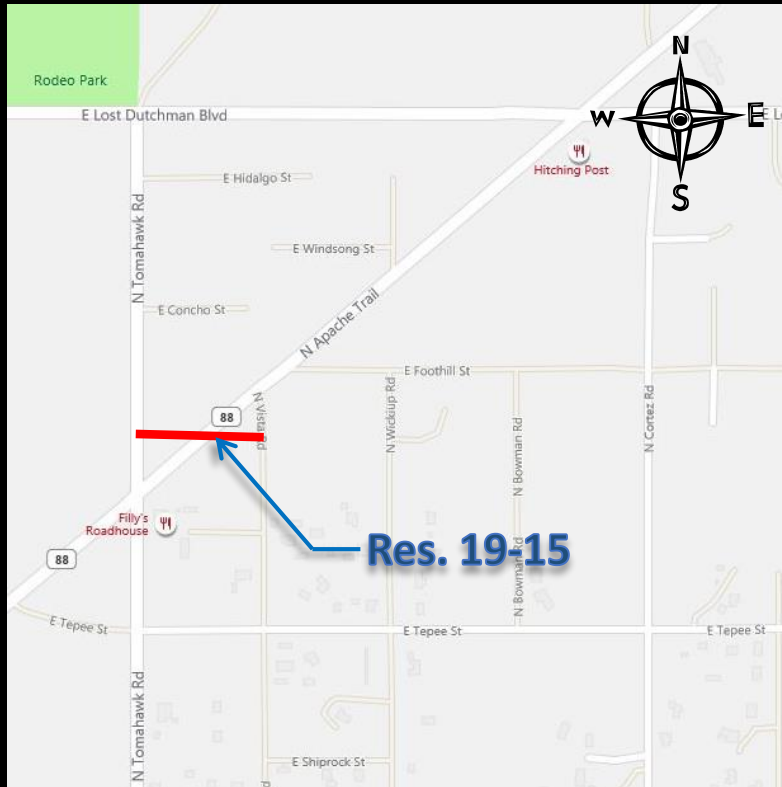 Rodeo Park
N
W
E
S
E Lost Dutchman Blvd
E L
Hitching Post
E Hidalgo St
N Tomahawk Rd
E Windsong St
E Concho St
N Apache Trail
E Foothill St
88
N Vista Rd
N Wickiup Rd
N Bowman Rd
N Cortez Rd
Filly's
Roadhouse
Res. 19-15
88
N Bowman Rd
E Tepee St
E Tepee St
E Tepee St
N Tomahawk Rd
E Shiprock St